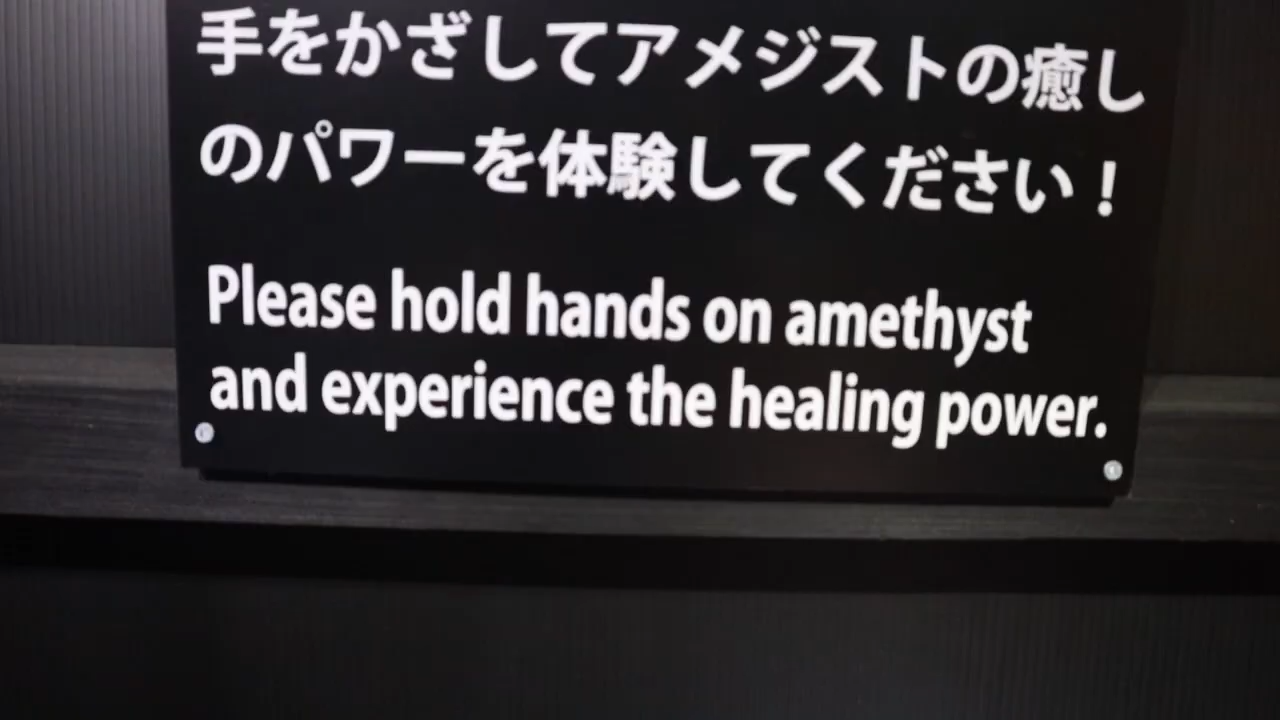 手をかざしてアメジストの癒し
のパワーを体験してください！
Please hold hands on amethyst
and experience the healing power.